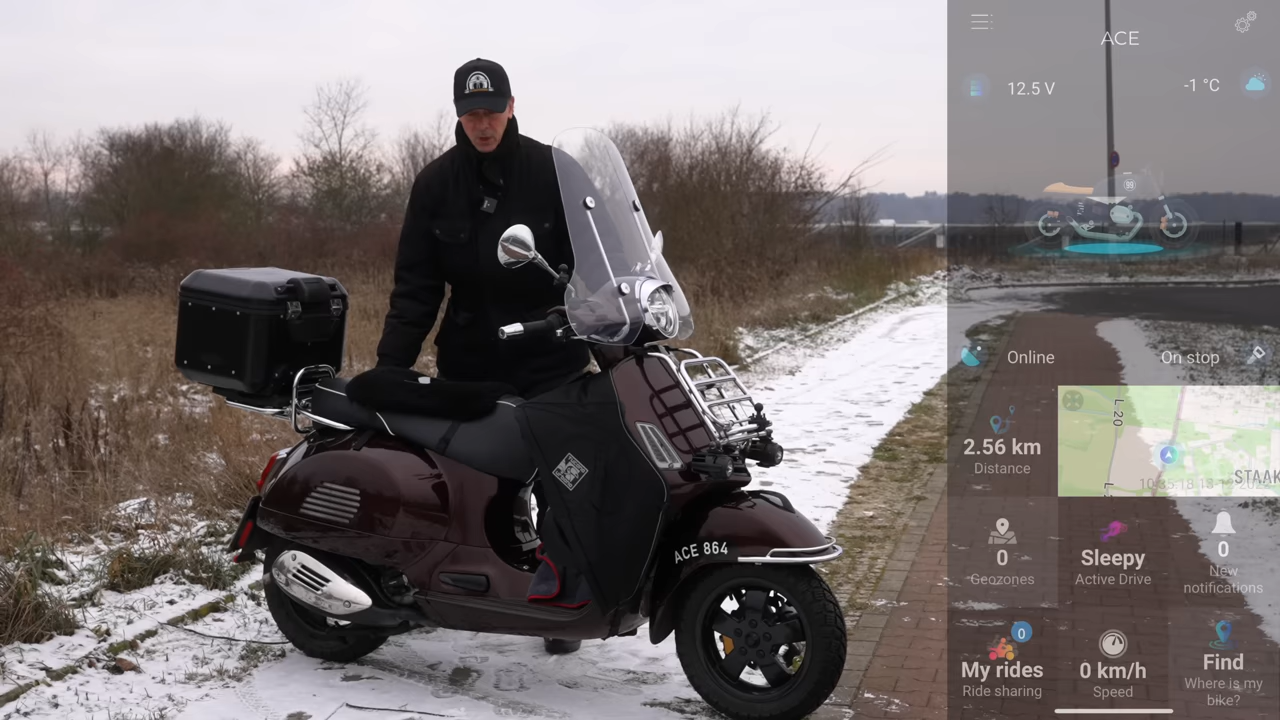 ACE
12.5 V
-1 °C
Online
On stop
2.56 km
Distance
L 20
STAAK
0
Geozones
Sleepy
Active Drive
0
New
notifications
0
My rides
Ride sharing
0 km/h
Speed
Find
Where is my
bike?
ACE 864